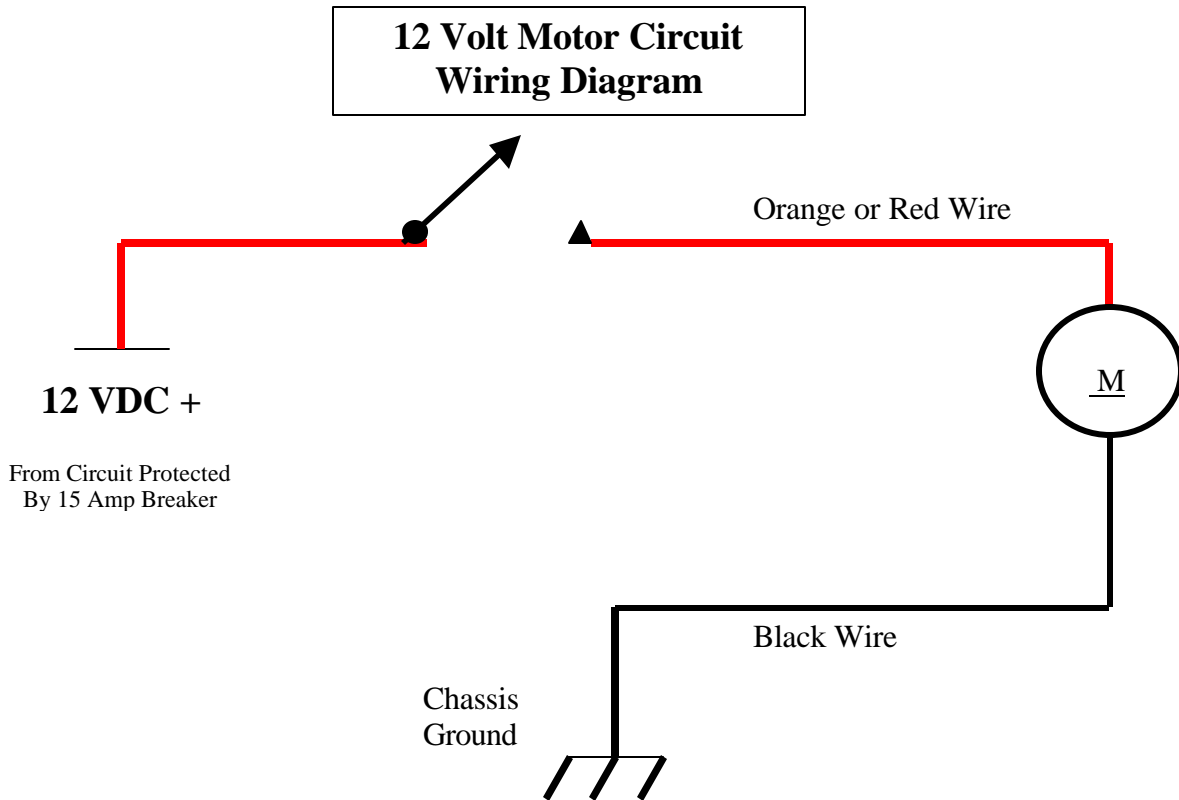 12 Volt Motor Circuit
Wiring Diagram
Orange or Red Wire
M
12 VDC +
From Circuit Protected
By 15 Amp Breaker
Black Wire
Chassis
Ground